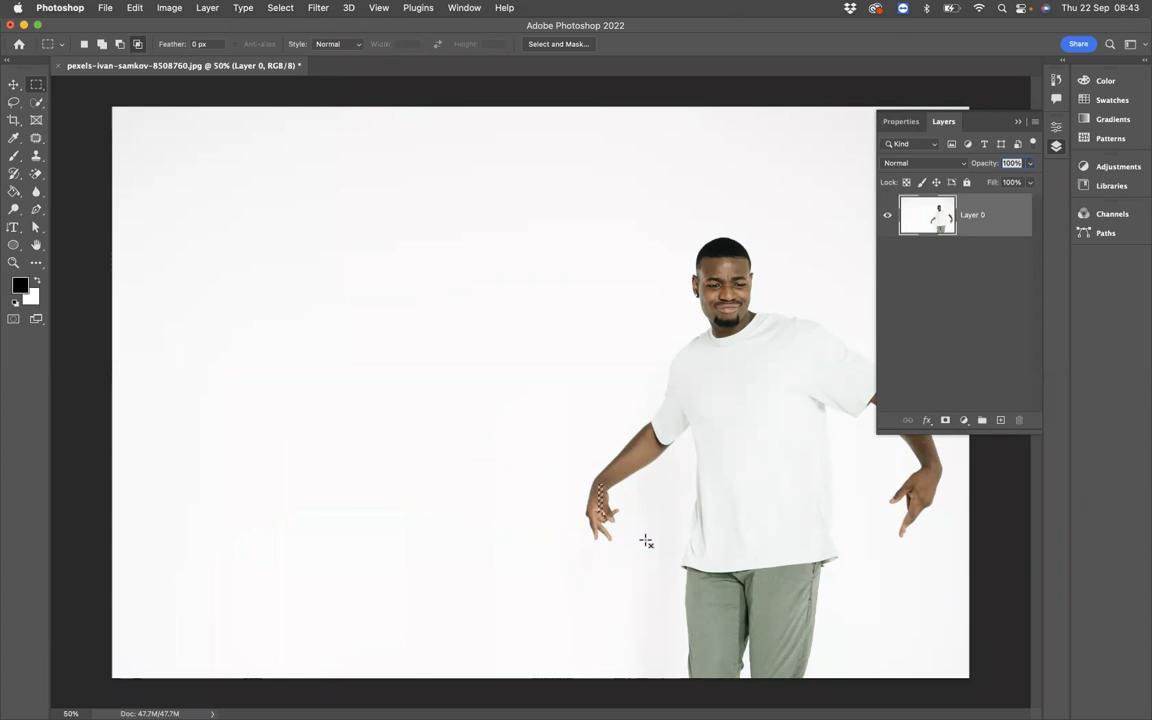 Photoshop File Edit Image Layer Type Select Filter 3D View Plugins Window Help Thu 22 Sep 08:43
Adobe Photoshop 2022
Feather: 0 px Anti-alias Style: Normal Width: Height: Select and Mask... Share
pexels-ivan-samkov-8508760.jpg @ 50% (Layer 0, RGB/8) *
Properties Layers
Kind
Normal Opacity: 100%
Lock: Fill: 100%
Layer 0
Color
Swatches
Gradients
Patterns
Adjustments
Libraries
Channels
Paths
50% Doc: 47.7M/47.7M